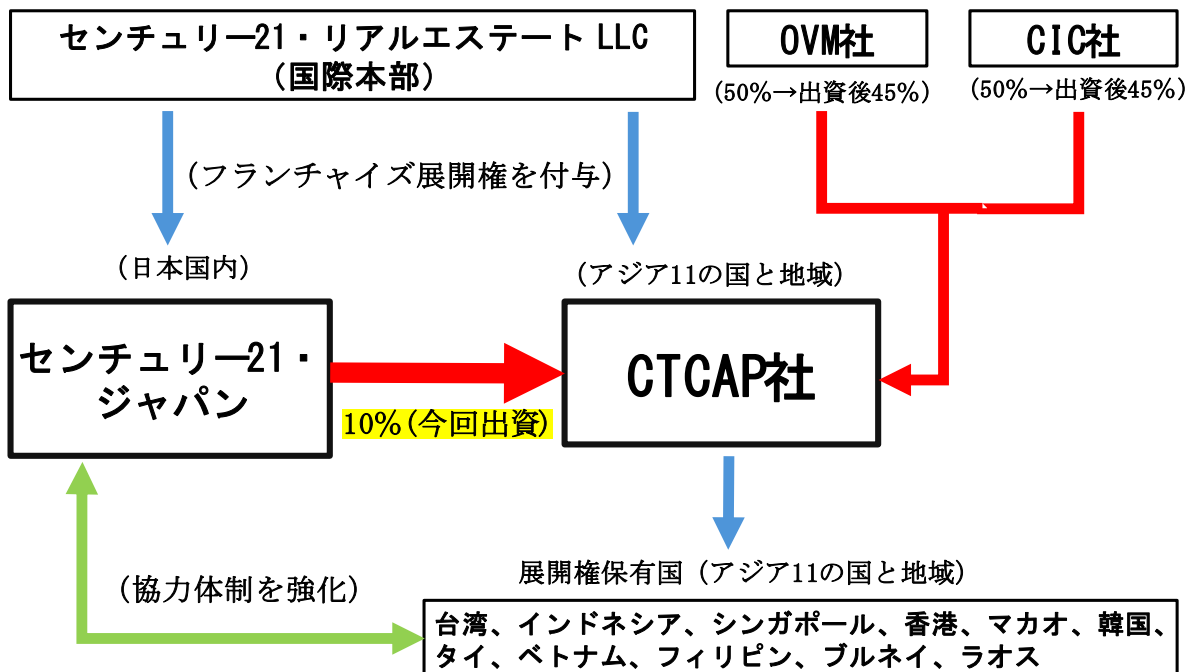 センチュリー21・リアルエステート LLC
（国際本部）
OVM社
CIC社
(50%→出資後45%)
(50%→出資後45%)
（フランチャイズ展開権を付与）
（日本国内）
（アジア11の国と地域）
センチュリー21・
ジャパン
CTCAP社
10%(今回出資)
展開権保有国（アジア11の国と地域）
（協力体制を強化）
台湾、インドネシア、シンガポール、香港、マカオ、韓国、
タイ、ベトナム、フィリピン、ブルネイ、ラオス